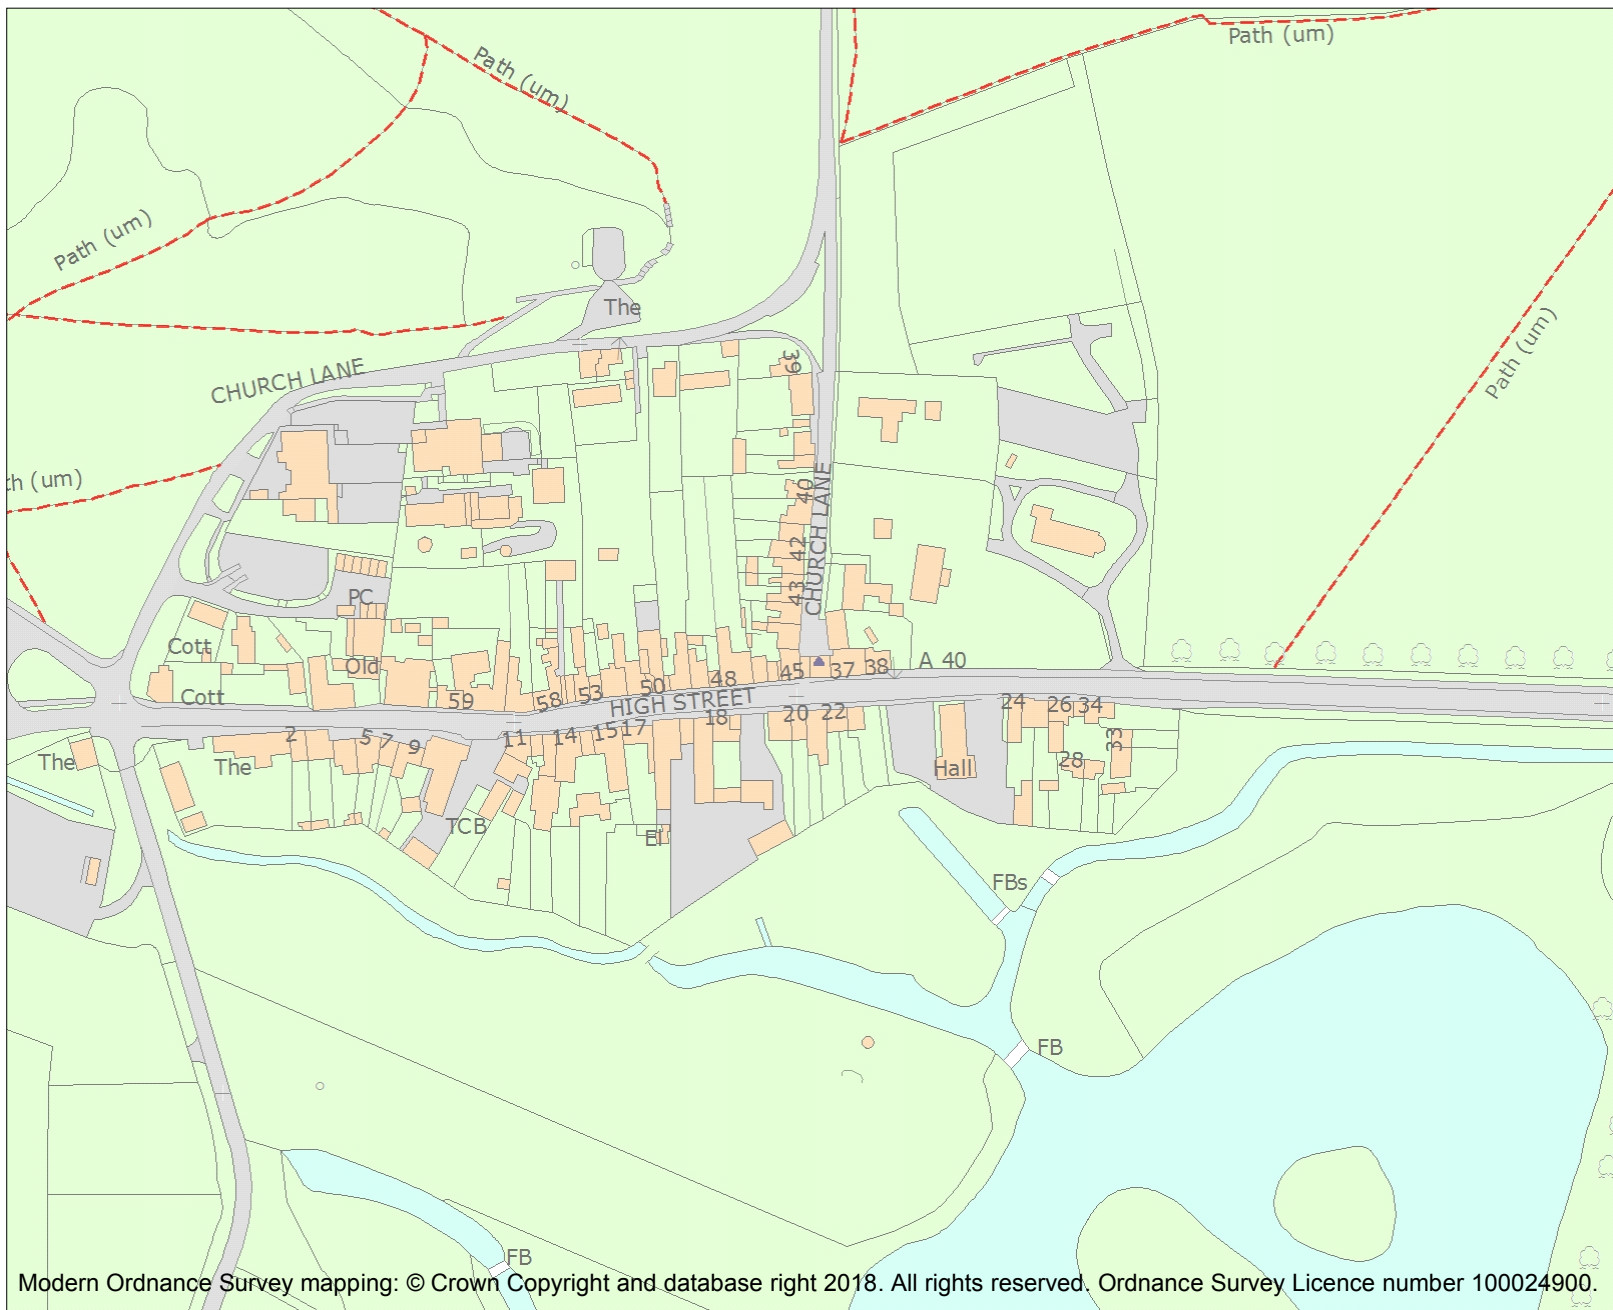 Path (um)
Path (um)
Path (um)
The
CHURCH LANE
39
Path (um)
th (um)
40
CHURCH LANE
42
43
PC
Cott
Old
Cott
A 40
59
58
53
50
48
45
37
38
HIGH STREET
24
26
34
2
5
7
9
11
14
15
17
18
20
22
33
28
The
The
Hall
TCB
El
FBs
FB
FB
Modern Ordnance Survey mapping: © Crown Copyright and database right 2018. All rights reserved. Ordnance Survey Licence number 100024900.